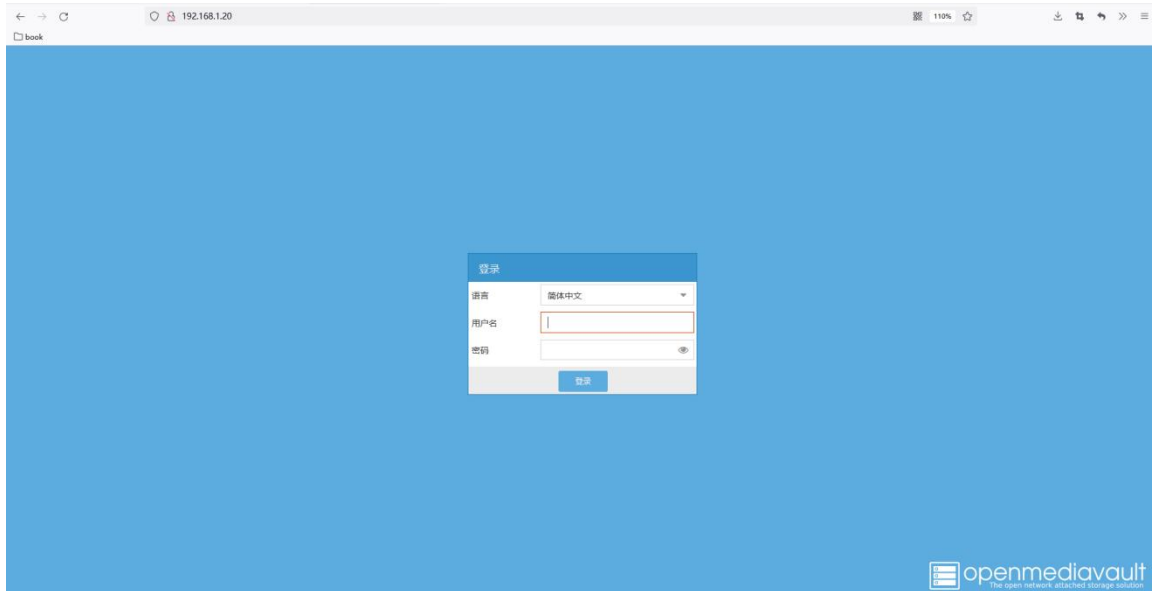 192.168.1.20
110%
book
登录
语言
简体中文
用户名
密码
登录
openmediavault
The open network attached storage solution